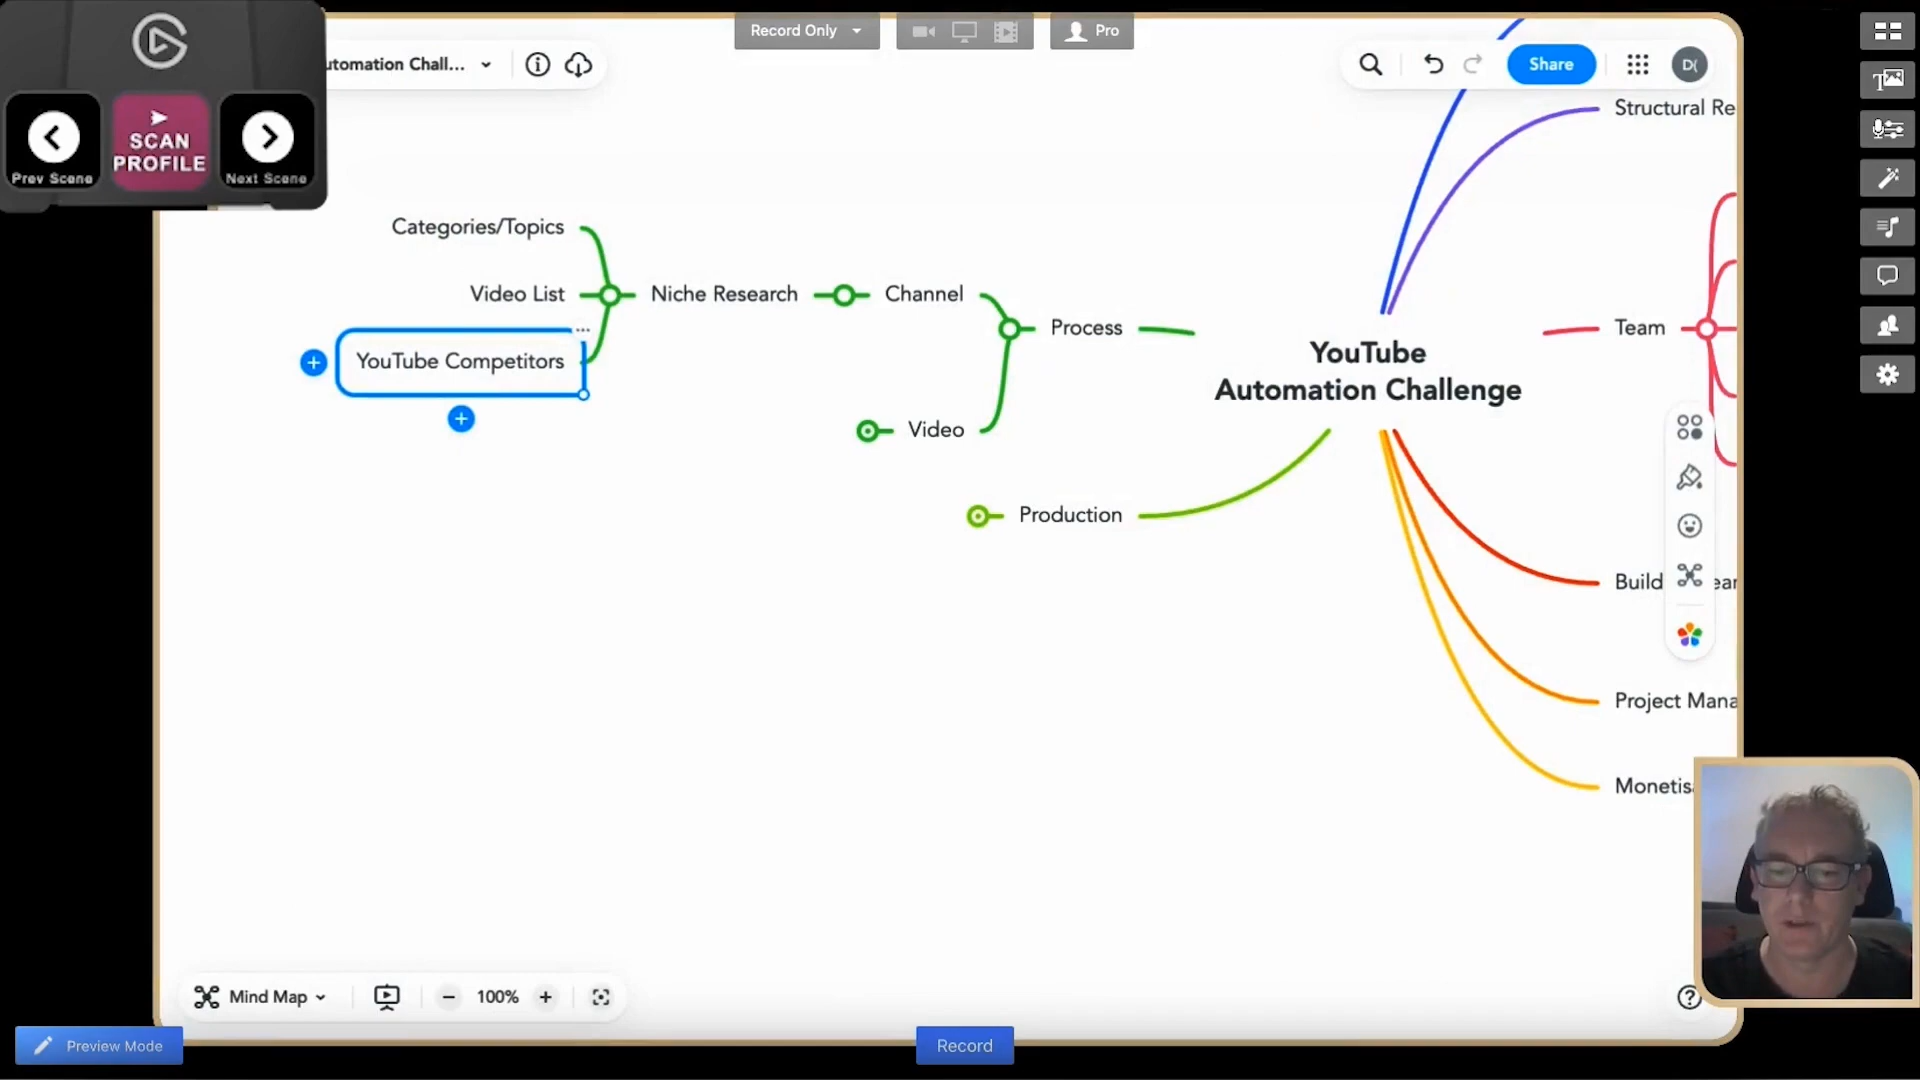 Record Only
Pro
utomation Chall...
Share
D(
SCAN
PROFILE
Prev Scene
Next Scene
Structural Re
Categories/Topics
Video List
Niche Research
Channel
YouTube Competitors
Process
YouTube
Automation Challenge
Team
Video
Production
Build
ear
Project Mana
Monetis
Mind Map
100%
Preview Mode
Record